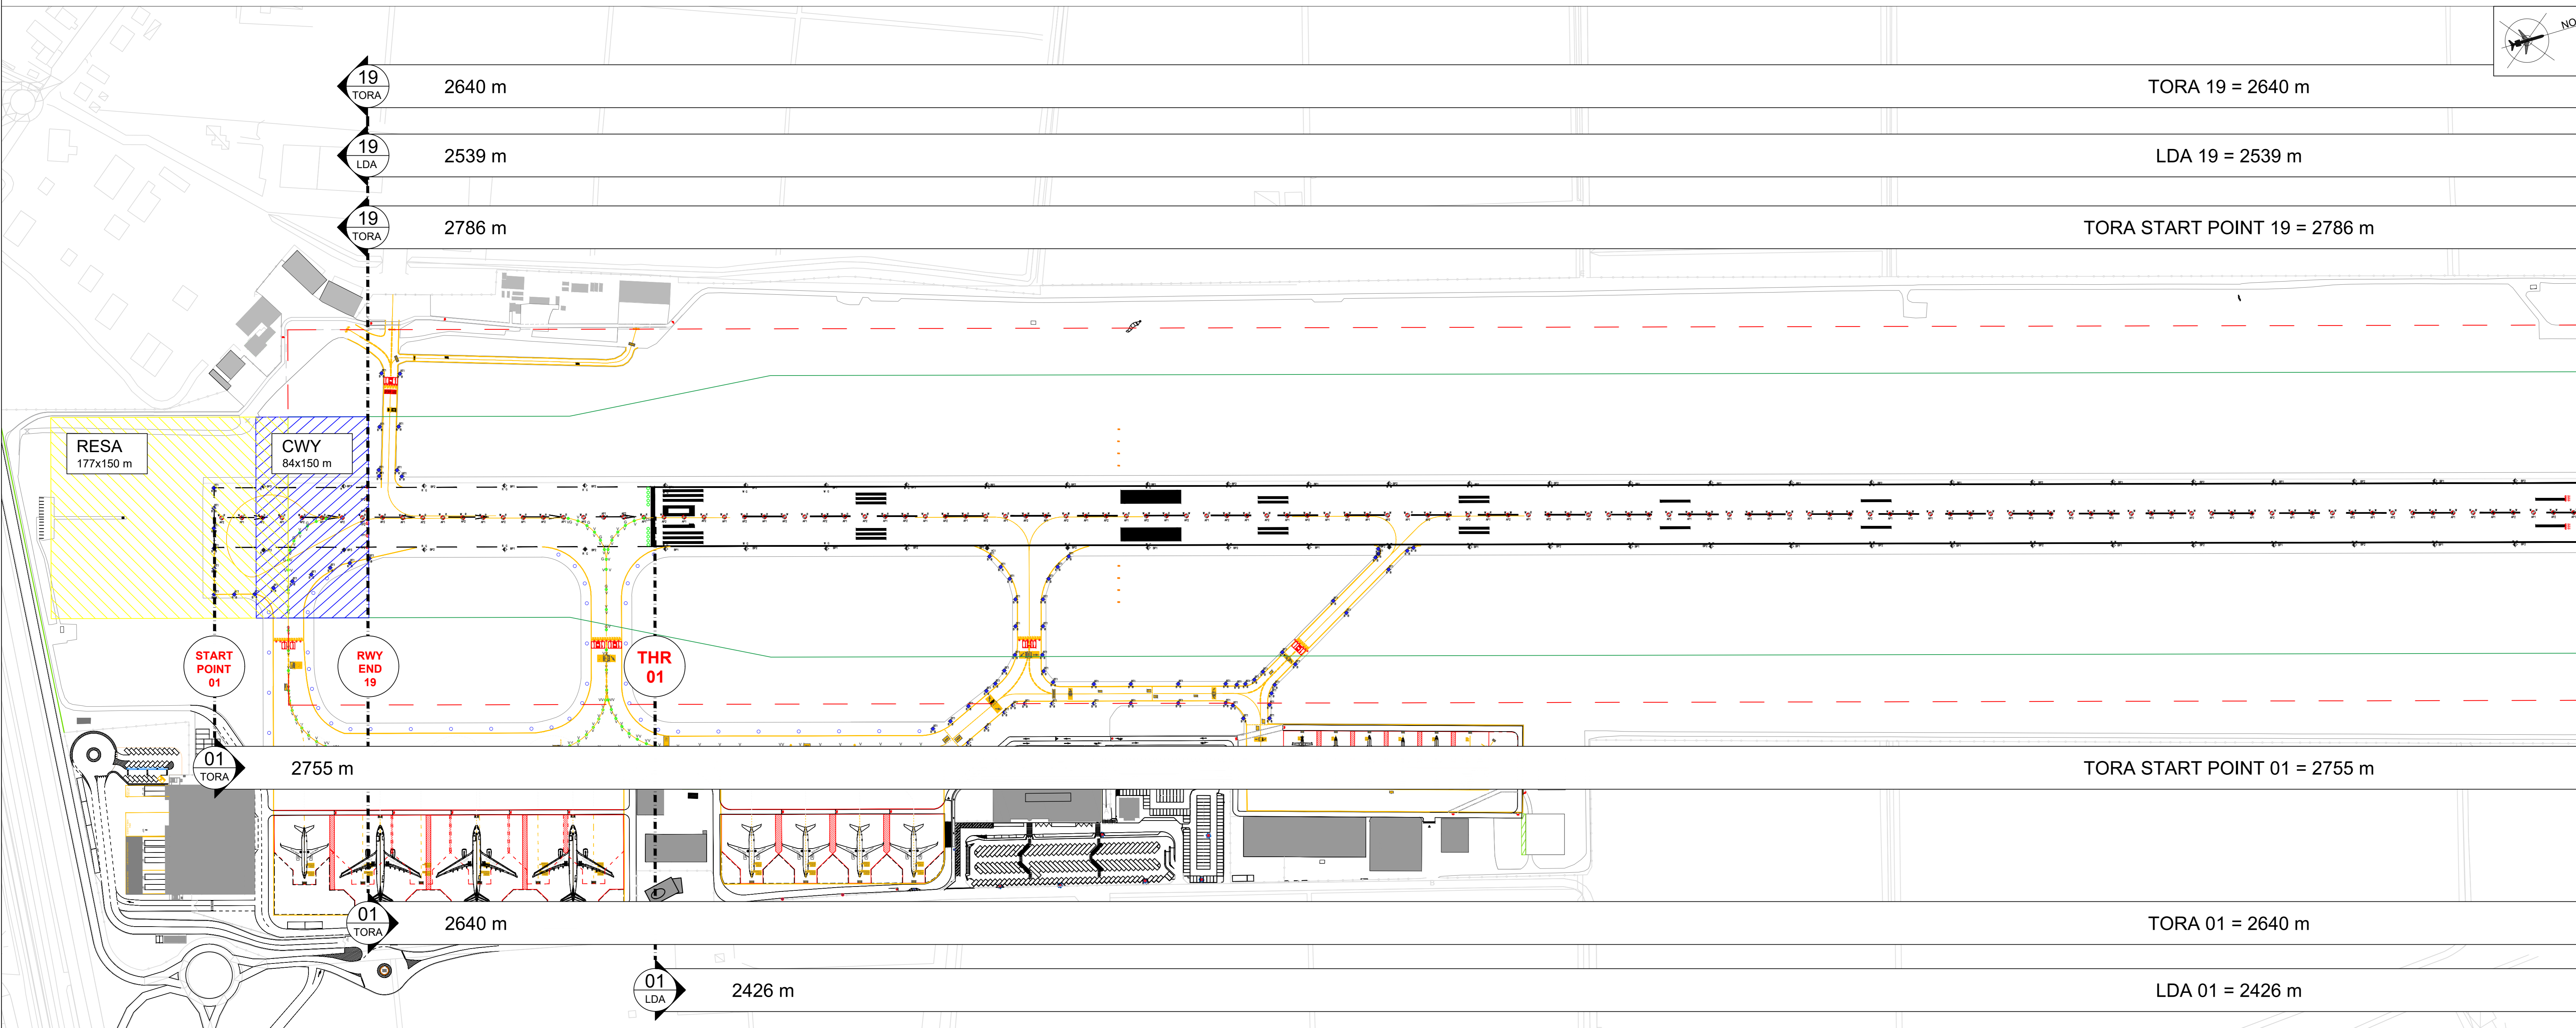 NO
19
TORA
2640 m
TORA 19 = 2640 m
19
LDA
2539 m
LDA 19 = 2539 m
19
TORA
2786 m
TORA START POINT 19 = 2786 m
RESA
177x150 m
CWY
84x150 m
START
POINT
01
RWY
END
19
THR
01
01
TORA
2755 m
TORA START POINT 01 = 2755 m
01
TORA
2640 m
TORA 01 = 2640 m
01
LDA
2426 m
LDA 01 = 2426 m